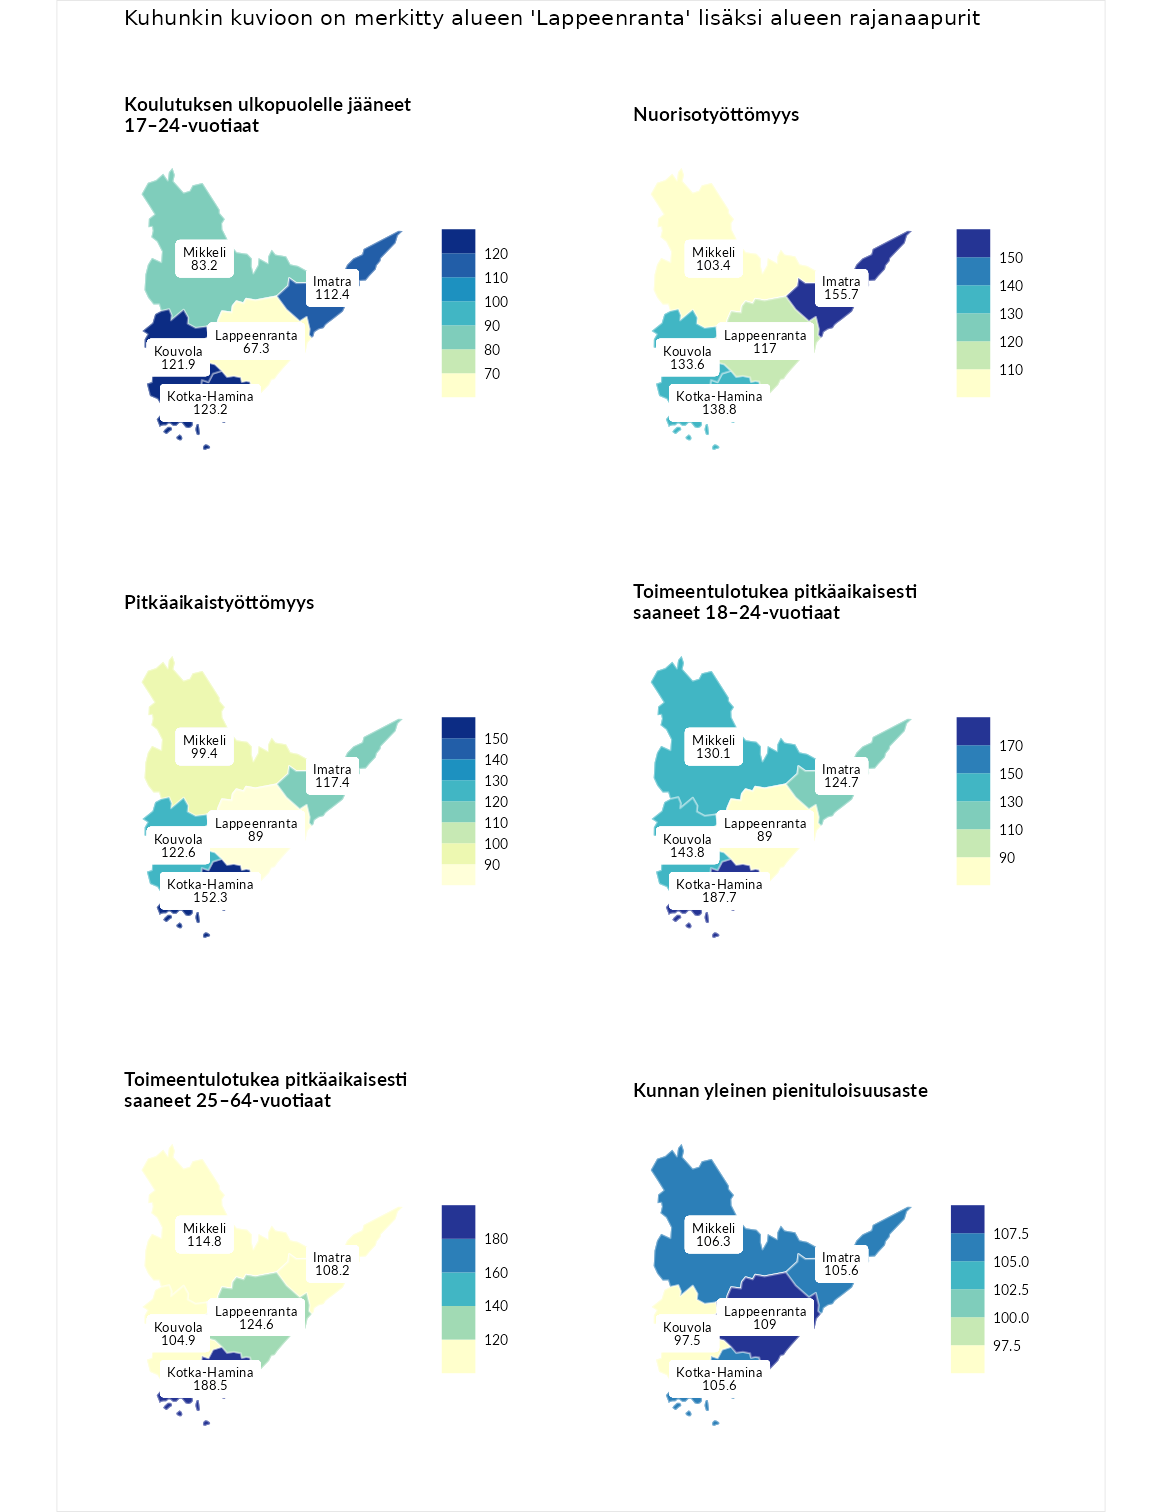 Kuhunkin kuvioon on merkitty alueen 'Lappeenranta' lisäksi alueen rajanaapurit
Koulutuksen ulkopuolelle jääneet
17–24-vuotiaat
Mikkeli
83.2
Imatra
112.4
Lappeenranta
67.3
Kouvola
121.9
Kotka-Hamina
123.2
120
110
100
90
80
70
Nuorisotyöttömyys
Mikkeli
103.4
Imatra
155.7
Lappeenranta
117
Kouvola
133.6
Kotka-Hamina
138.8
150
140
130
120
110
Pitkäaikaistyöttömyys
Mikkeli
99.4
Imatra
117.4
Lappeenranta
89
Kouvola
122.6
Kotka-Hamina
152.3
150
140
130
120
110
100
90
Toimeentulotukea pitkäaikaisesti
saaneet 18–24-vuotiaat
Mikkeli
130.1
Imatra
124.7
Lappeenranta
89
Kouvola
143.8
Kotka-Hamina
187.7
170
150
130
110
90
Toimeentulotukea pitkäaikaisesti
saaneet 25–64-vuotiaat
Mikkeli
114.8
Imatra
108.2
Lappeenranta
124.6
Kouvola
104.9
Kotka-Hamina
188.5
180
160
140
120
Kunnan yleinen pienituloisuusaste
Mikkeli
106.3
Imatra
105.6
Lappeenranta
109
Kouvola
97.5
Kotka-Hamina
105.6
107.5
105.0
102.5
100.0
97.5